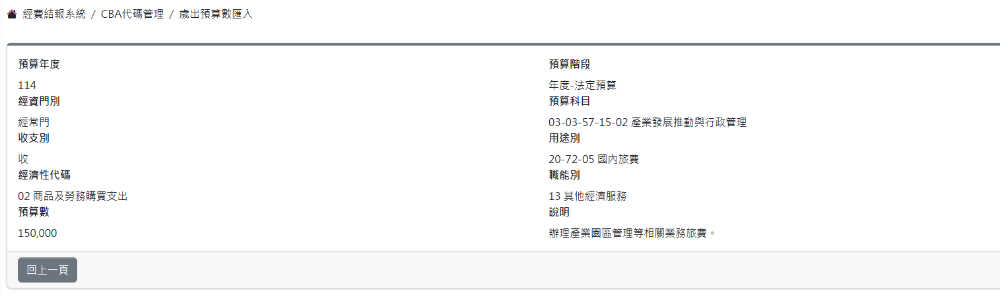 經費結報系統 / CBA代碼管理 / 歲出預算數匯入
預算年度
114
預算階段
年度-法定預算
經資門別
經常門
預算科目
03-03-57-15-02 產業發展推動與行政管理
收支別
收
用途別
20-72-05 國內旅費
經濟性代碼
02 商品及勞務購買支出
職能別
13 其他經濟服務
預算數
150,000
說明
辦理產業園區管理等相關業務旅費。
回上一頁